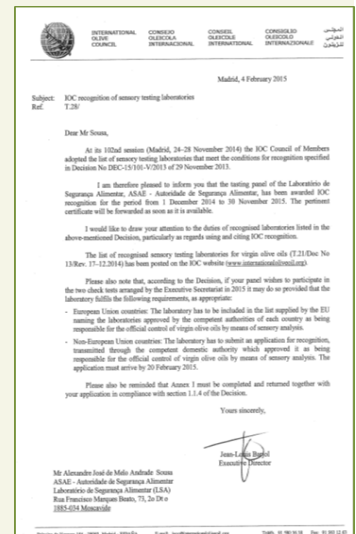 INTERNATIONAL OLIVE COUNCIL
CONSEJO OLEICOLA INTERNACIONAL
CONSEIL OLEICOLE INTERNATIONAL
CONSIGLIO OLEICOLO INTERNAZIONALE
Madrid, 4 February 2015
Subject: IOC recognition of sensory testing laboratories
Ref. T.28/
Dear Mr Sousa,
At its 102nd session (Madrid, 24–28 November 2014) the IOC Council of Members
adopted the list of sensory testing laboratories that meet the conditions for recognition specified
in Decision No DEC-15/101-V/2013 of 29 November 2013.
I am therefore pleased to inform you that the tasting panel of the Laboratório de
Segurança Alimentar, ASAE - Autoridade de Segurança Alimentar, has been awarded IOC
recognition for the period from 1 December 2014 to 30 November 2015. The pertinent
certificate will be forwarded as soon as it is available.
I would like to draw your attention to the duties of recognised laboratories listed in the
above-mentioned Decision, particularly as regards using and citing IOC recognition.
The list of recognised sensory testing laboratories for virgin olive oils (T.21/Doc No
13/Rev. 17–12.2014) has been posted on the IOC website (www.internationaloliveoil.org).
Please also note that, according to the Decision, if your panel wishes to participate in
the two check tests arranged by the Executive Secretariat in 2015 it may do so provided that the
laboratory fulfils the following requirements, as appropriate:
- European Union countries: The laboratory has to be included in the list supplied by the EU
naming the laboratories approved by the competent authorities of each country as being
responsible for the official control of virgin olive oils by means of sensory analysis.
- Non-European Union countries: The laboratory has to submit an application for recognition,
transmitted through the competent domestic authority which approved it as being
responsible for the official control of virgin olive oils by means of sensory analysis. The
application must arrive by 20 February 2015.
Please also be reminded that Annex 1 must be completed and returned together with
your application in compliance with section 1.1.4 of the Decision.
Yours sincerely,
Jean-Louis Barjol
Executive Director
Mr Alexandre José de Melo Andrade Sousa
ASAE - Autoridade de Segurança Alimentar
Laboratório de Segurança Alimentar (LSA)
Rua Francisco Marques Beato, 73, 2o Dto
1885-034 Moscavide